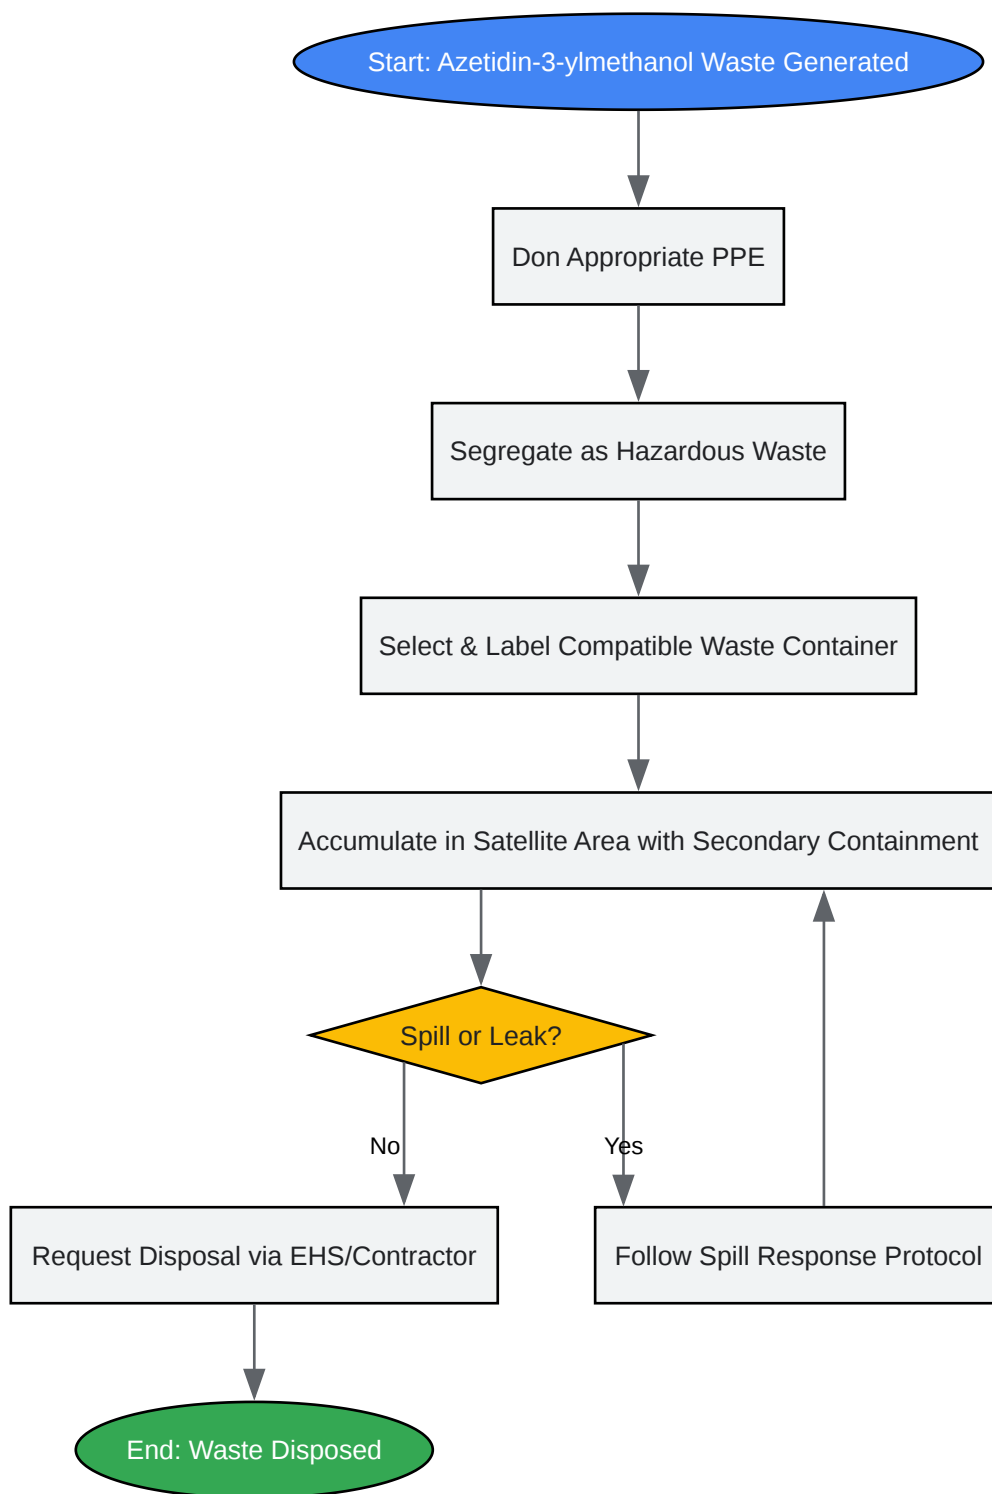 Start: Azetidin-3-ylmethanol Waste Generated
Don Appropriate PPE
Segregate as Hazardous Waste
Select & Label Compatible Waste Container
Accumulate in Satellite Area with Secondary Containment
Spill or Leak?
No
Yes
Request Disposal via EHS/Contractor
Follow Spill Response Protocol
End: Waste Disposed